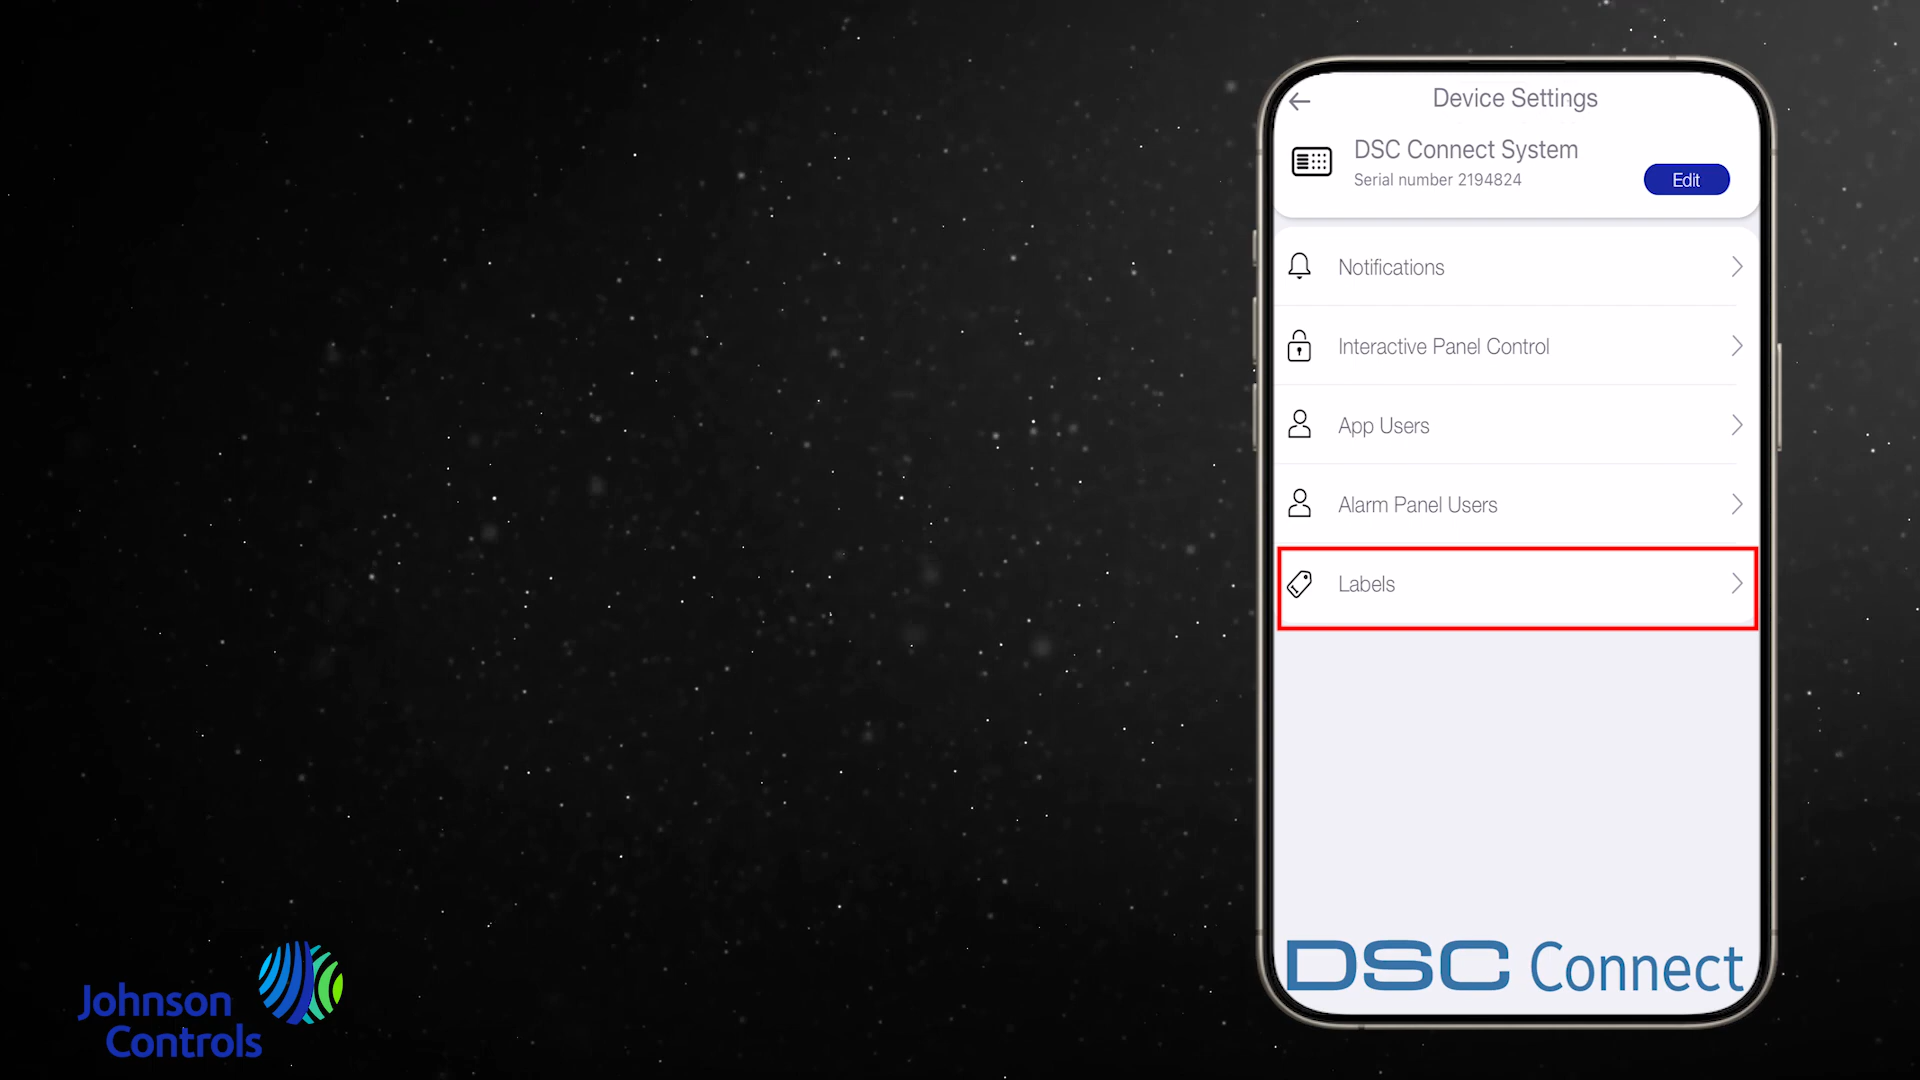 Device Settings
DSC Connect System
Serial number 2194824
Edit
Notifications
Interactive Panel Control
App Users
Alarm Panel Users
Labels
DSC Connect
Johnson
Controls